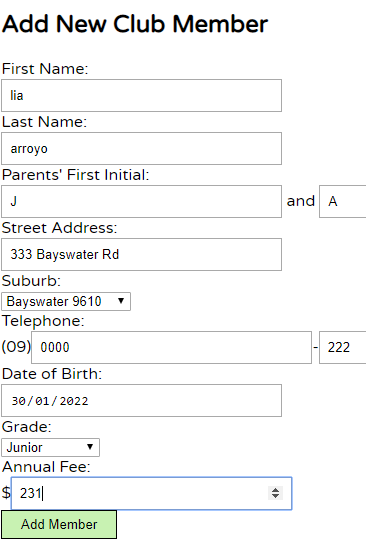 Add New Club Member
First Name:
lia
Last Name:
arroyo
Parents' First Initial:
J and A
Street Address:
333 Bayswater Rd
Suburb:
Bayswater 9610
Telephone:
(09) 0000 - 222
Date of Birth:
30/01/2022
Grade:
Junior
Annual Fee:
$ 231
Add Member